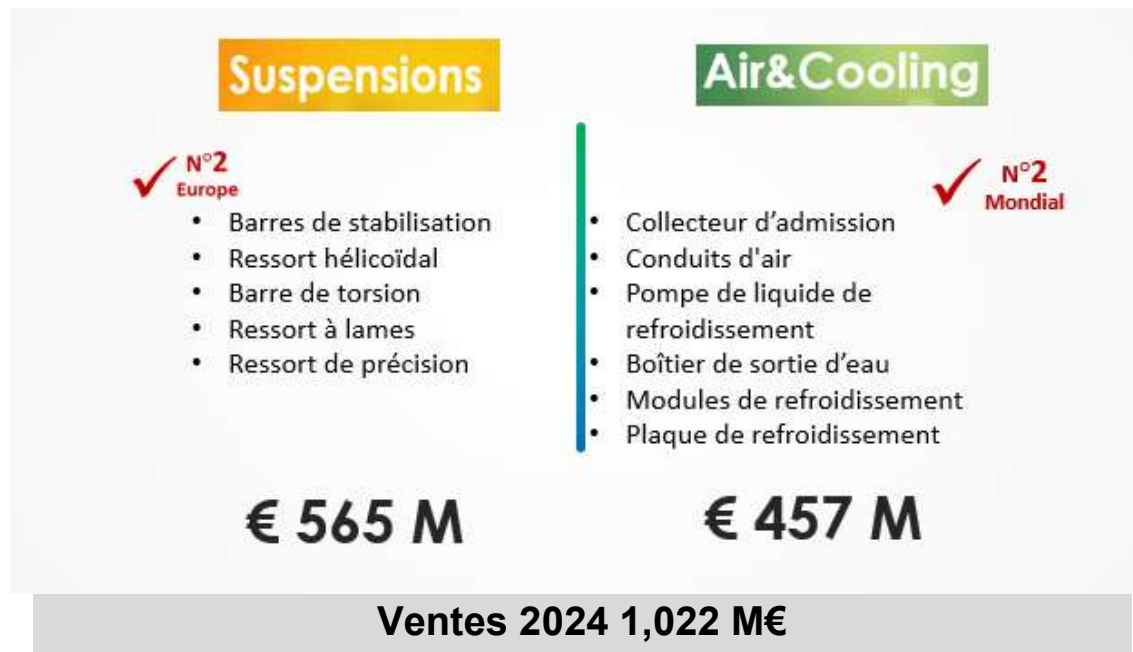 Suspensions
N°2
Europe
• Barres de stabilisation
• Ressort hélicoïdal
• Barre de torsion
• Ressort à lames
• Ressort de précision
€ 565 M
Air&Cooling
N°2
Mondial
• Collecteur d’admission
• Conduits d'air
• Pompe de liquide de
refroidissement
• Boîtier de sortie d’eau
• Modules de refroidissement
• Plaque de refroidissement
€ 457 M
Ventes 2024 1,022 M€